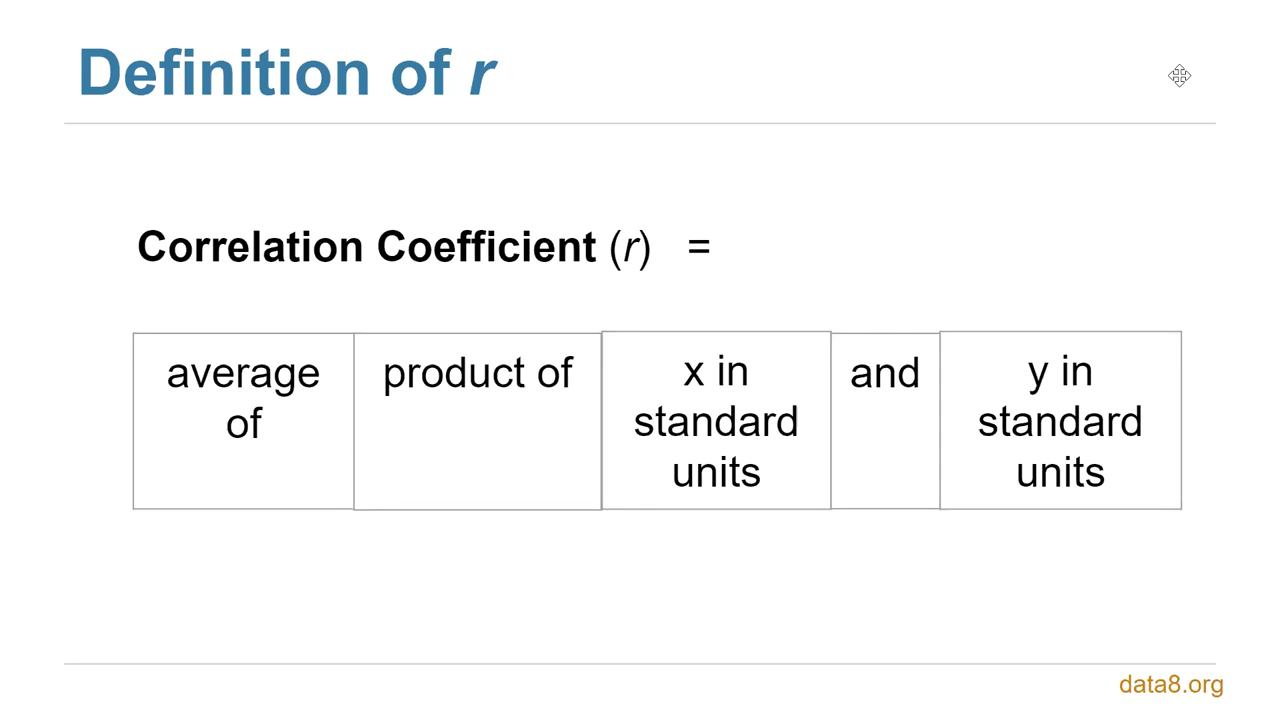 Definition of r
Correlation Coefficient (r) =
average
of
product of
x in
standard
units
and
y in
standard
units
data8.org